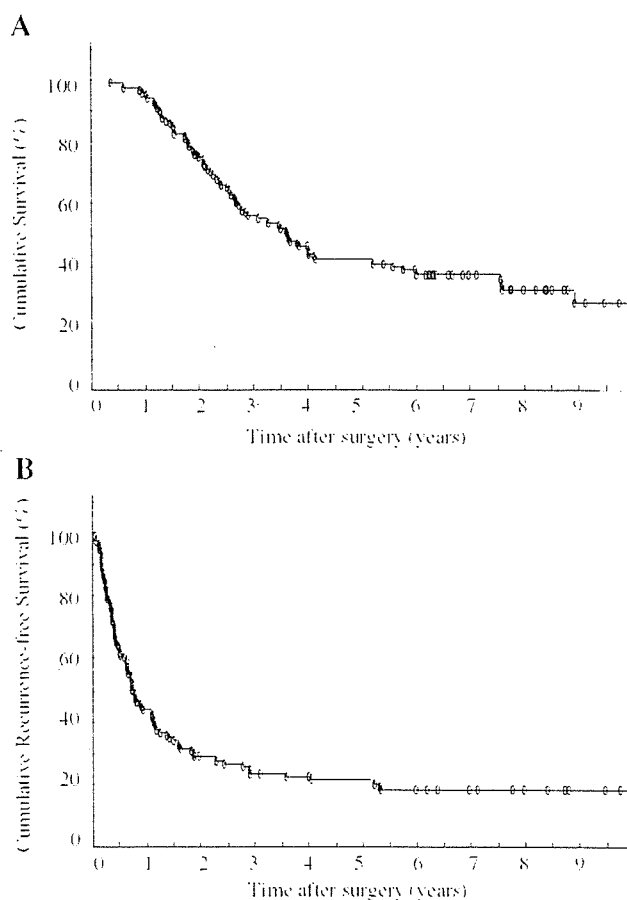 A
Cumulative Survival (%)
100
80
60
40
20
0
0 1 2 3 4 5 6 7 8 9
Time after surgery (years)
B
Cumulative Recurrence-free Survival (%)
100
80
60
40
20
0
0 1 2 3 4 5 6 7 8 9
Time after surgery (years)